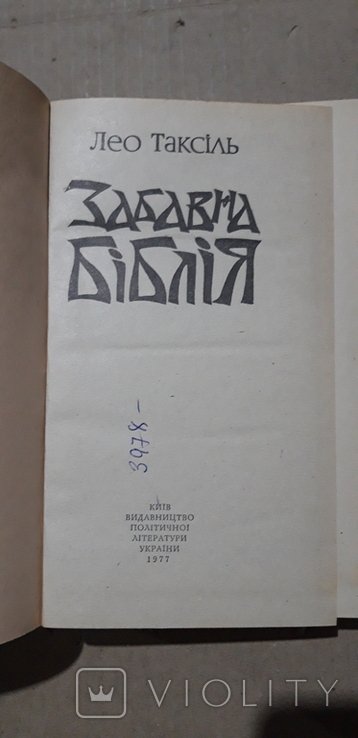 Лео Таксіль
Забавна
Біблія
3978 –
КИЇВ
ВИДАВНИЦТВО
ПОЛІТИЧНОЇ
ЛІТЕРАТУРИ
УКРАЇНИ
1977
VIOLITY